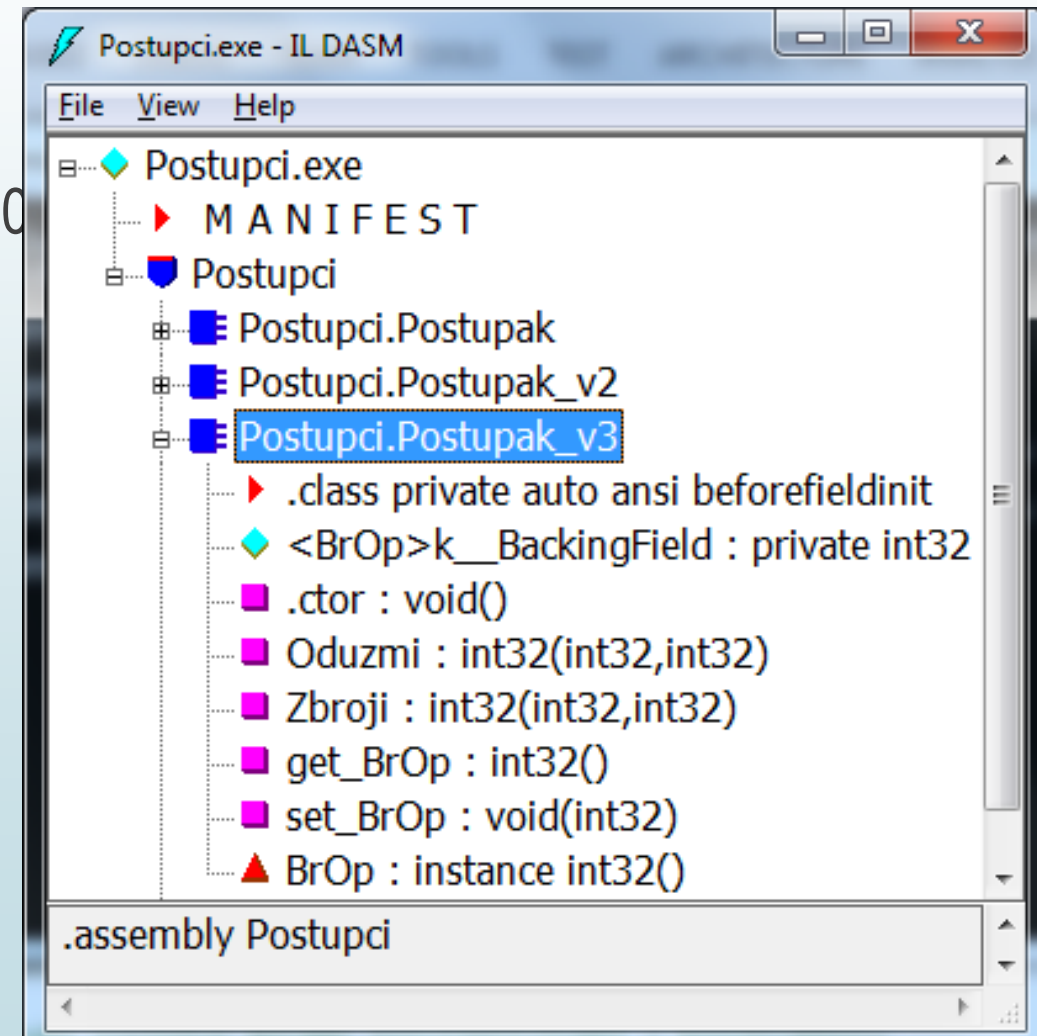 Postupci.exe - IL DASM
File View Help
Postupci.exe
M A N I F E S T
Postupci
Postupci.Postupak
Postupci.Postupak_v2
Postupci.Postupak_v3
.class private auto ansi beforefieldinit
<BrOp>k__BackingField : private int32
.ctor : void()
Oduzmi : int32(int32,int32)
Zbroji : int32(int32,int32)
get_BrOp : int32()
set_BrOp : void(int32)
BrOp : instance int32()
.assembly Postupci